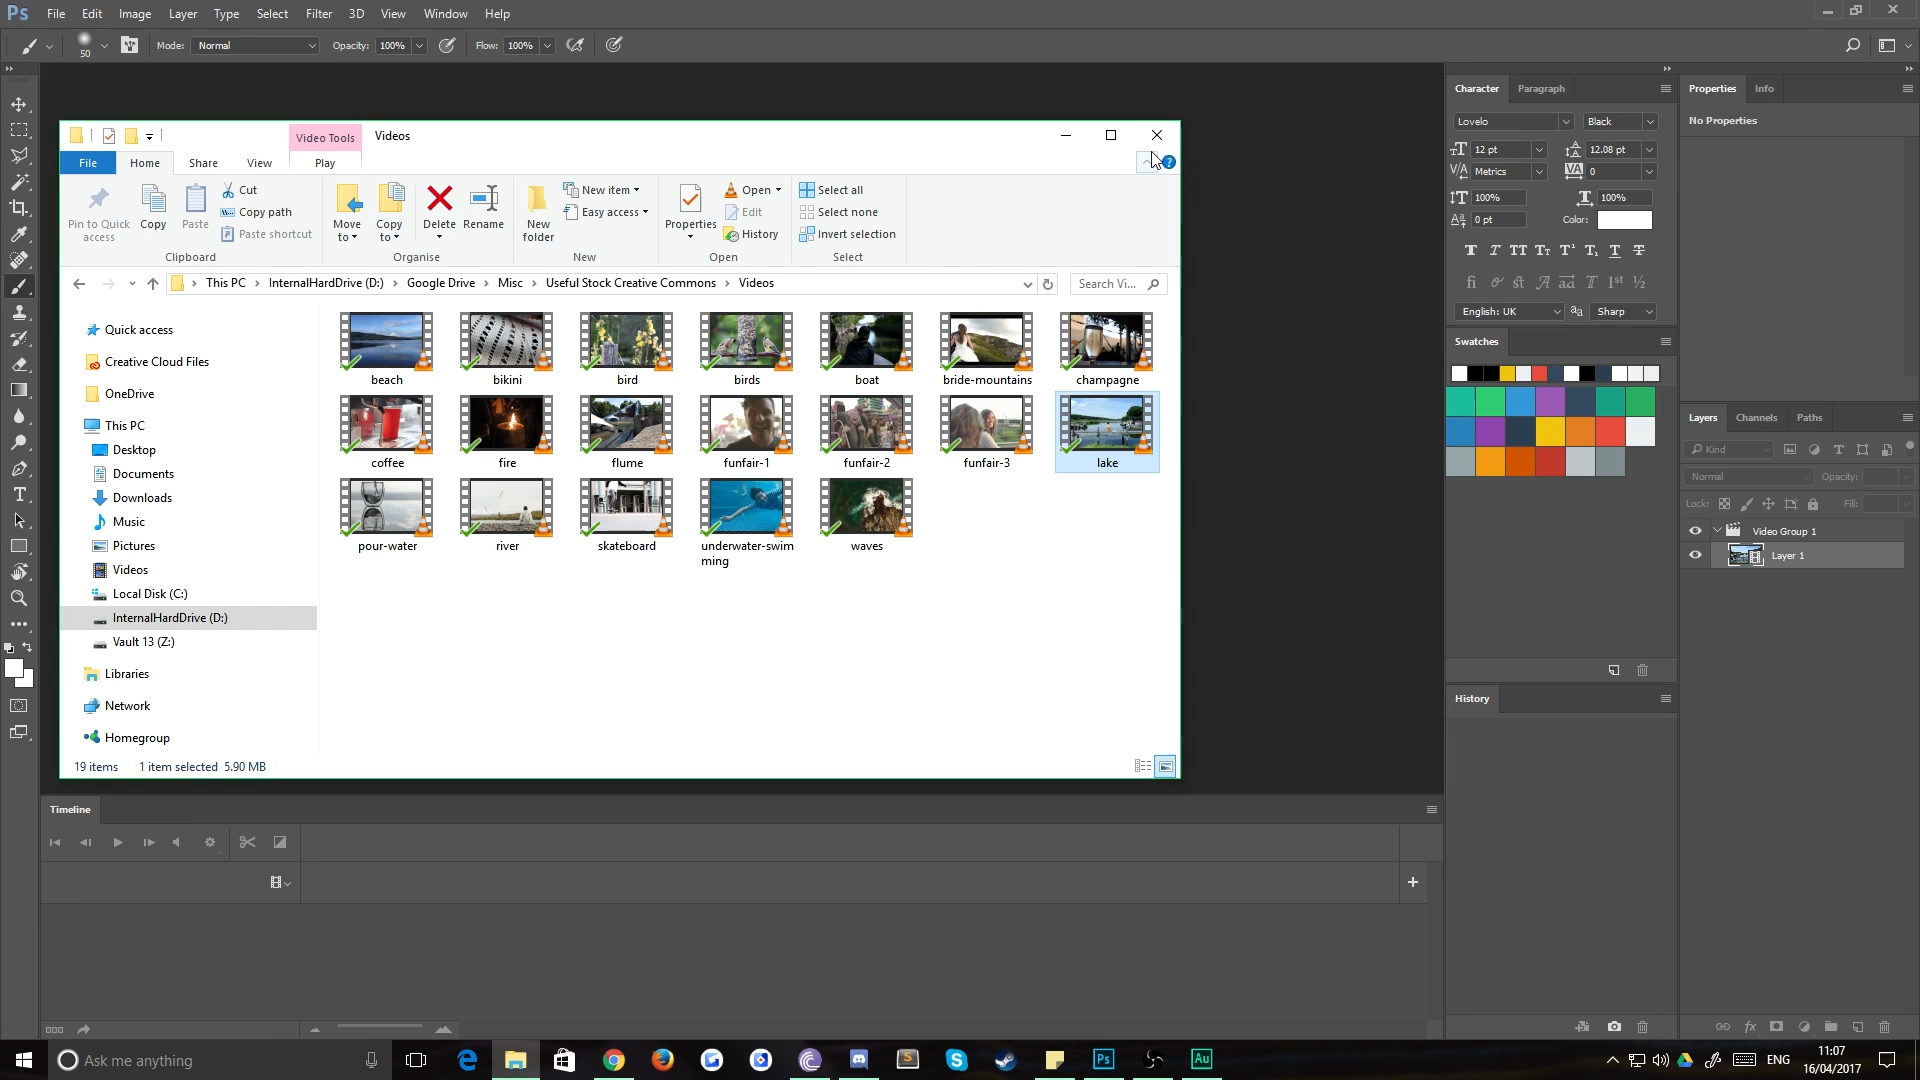 Ps File Edit Image Layer Type Select Filter 3D View Window Help
50 Mode: Normal Opacity: 100% Flow: 100%
Video Tools Videos
File Home Share View Play
Pin to Quick access
Copy
Paste
Cut
Copy path
Paste shortcut
Clipboard
Move to
Copy to
Delete
Rename
Organise
New folder
New item
Easy access
New
Properties
Open
Edit
History
Open
Select all
Select none
Invert selection
Select
This PC > InternalHardDrive (D:) > Google Drive > Misc > Useful Stock Creative Commons > Videos
Search Vi...
Quick access
Creative Cloud Files
OneDrive
This PC
Desktop
Documents
Downloads
Music
Pictures
Videos
Local Disk (C:)
InternalHardDrive (D:)
Vault 13 (Z:)
Libraries
Network
Homegroup
beach bikini bird birds boat bride-mountains champagne
coffee fire flume funfair-1 funfair-2 funfair-3 lake
pour-water river skateboard underwater-swim waves
ming
19 items 1 item selected 5.90 MB
Character Paragraph
Lovelo Black
12 pt 12.08 pt
Metrics 0
100% 100%
0 pt Color:
English: UK Sharp
Swatches
History
Properties Info
No Properties
Layers Channels Paths
Kind
Normal Opacity:
Lock: Fill:
Video Group 1
Layer 1
Timeline
Ask me anything
Ps
Au
ENG
11:07
16/04/2017